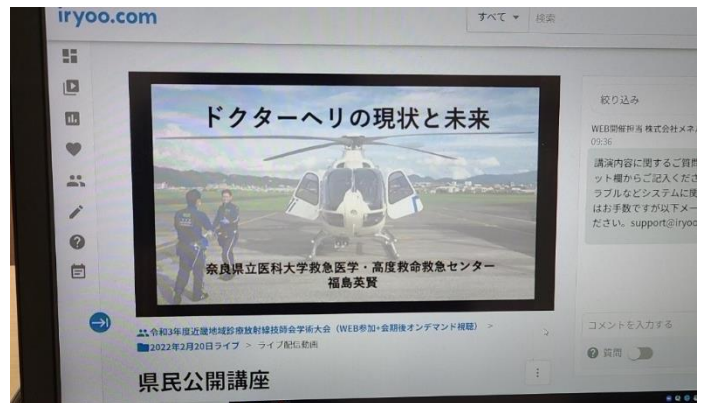 iryoo.com
すべて
検索
ドクターヘリの現状と未来
奈良県立医科大学救急医学・高度救命救急センター
福島英賢
令和3年度近畿地域診療放射線技師会学術大会（WEB参加+会期後オンデマンド視聴） >
2022年2月20日ライブ > ライブ配信動画
県民公開講座
絞り込み
WEB開催担当 株式会社メネ
09:36
講演内容に関するご質問
ット欄からご記入くださ
ラブルなどシステムに関
はお手数ですが以下メー
ださい。support@iryoo
コメントを入力する
質問